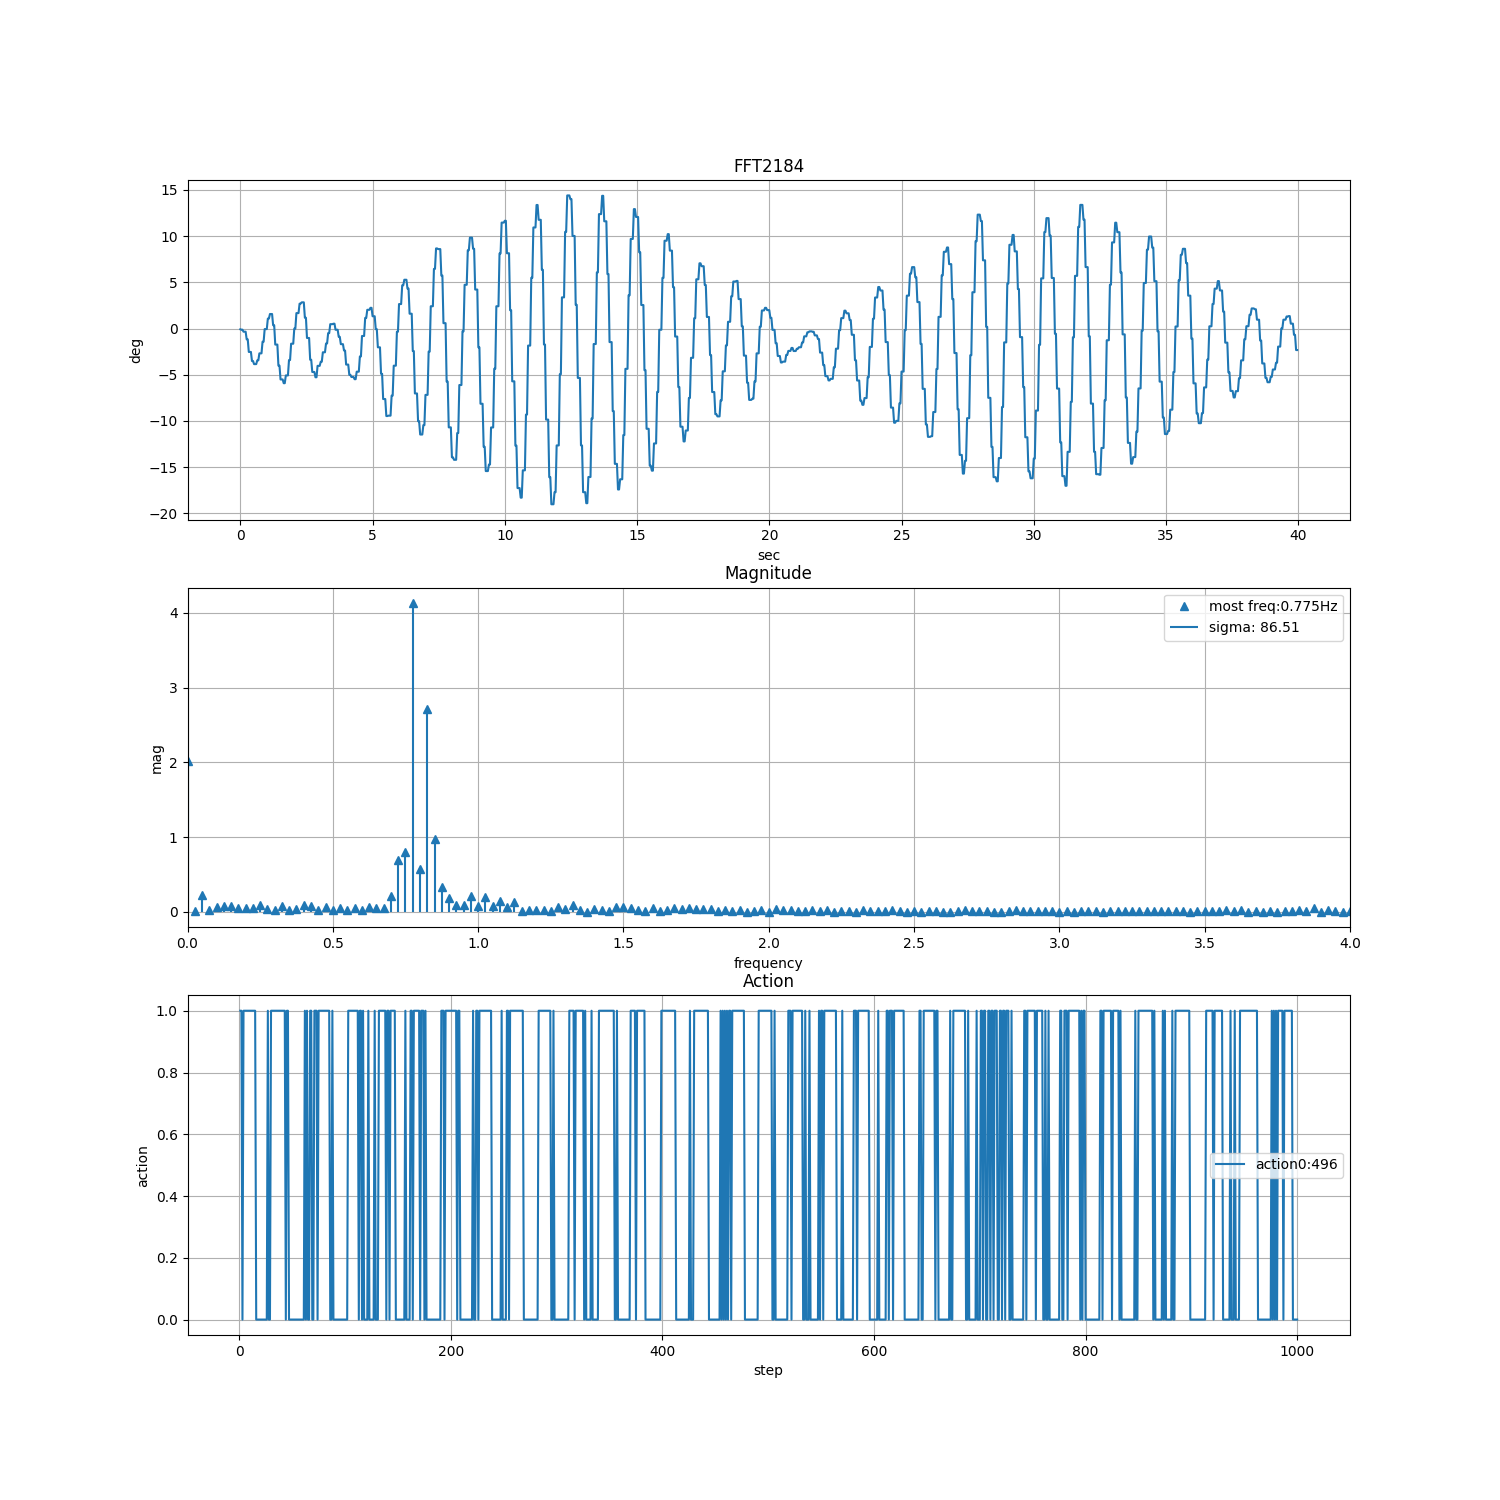 FFT2184
15
10
5
0
−5
−10
−15
−20
deg
0 5 10 15 20 25 30 35 40
sec
Magnitude
4
3
2
1
0
mag
most freq:0.775Hz
sigma: 86.51
0.0 0.5 1.0 1.5 2.0 2.5 3.0 3.5 4.0
frequency
Action
1.0
0.8
0.6
0.4
0.2
0.0
action
action0:496
0 200 400 600 800 1000
step